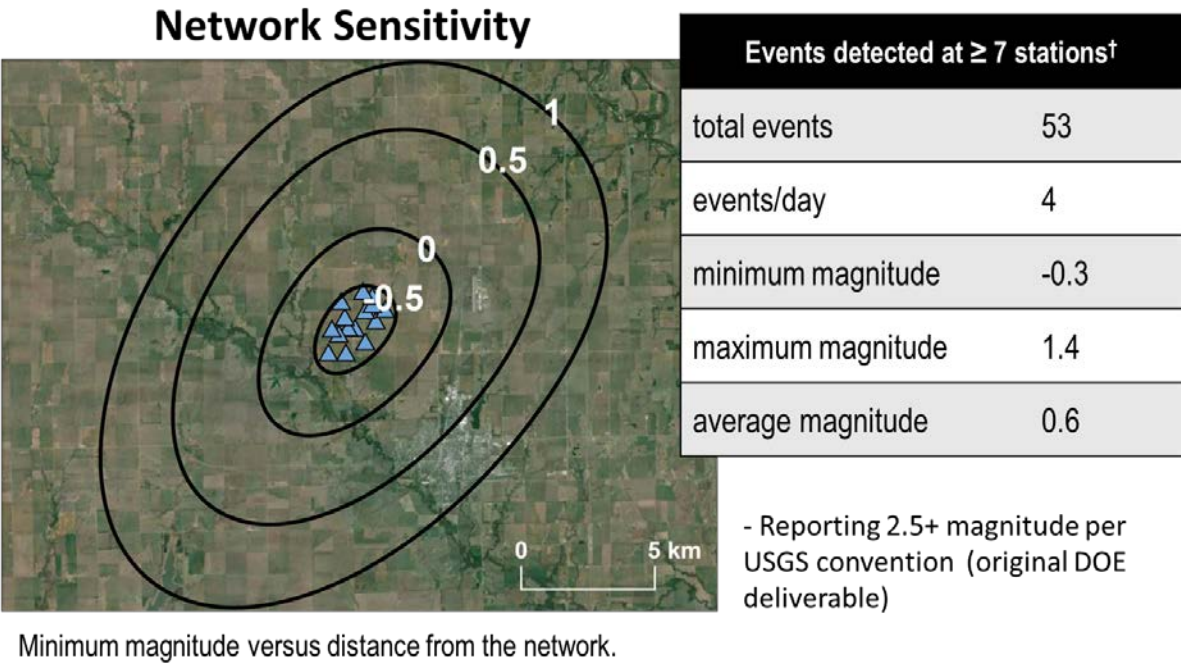 Network Sensitivity
1
0.5
0
-0.5
0 5 km
Minimum magnitude versus distance from the network.
Events detected at ≥ 7 stations†
total events 53
events/day 4
minimum magnitude -0.3
maximum magnitude 1.4
average magnitude 0.6
- Reporting 2.5+ magnitude per
USGS convention (original DOE
deliverable)